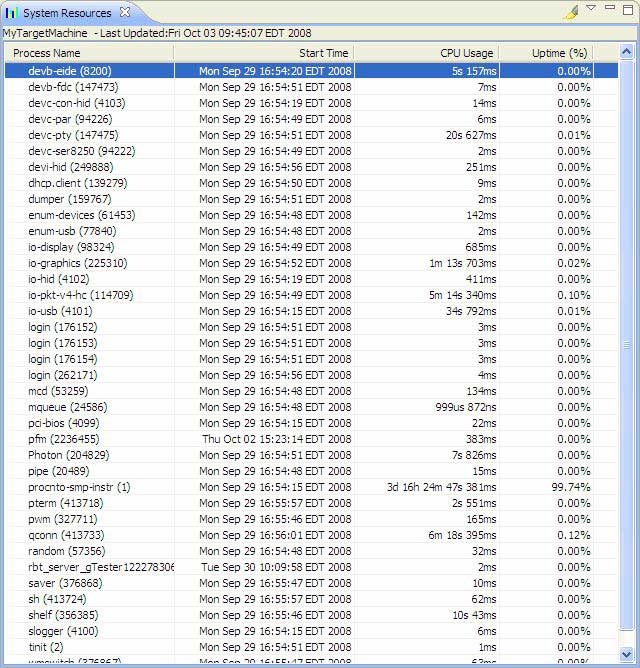 System Resources
MyTargetMachine - Last Updated:Fri Oct 03 09:45:07 EDT 2008
Process Name Start Time CPU Usage Uptime (%)
devb-eide (8200) Mon Sep 29 16:54:20 EDT 2008 5s 157ms 0.00%
devb-fdc (147473) Mon Sep 29 16:54:51 EDT 2008 7ms 0.00%
devc-con-hid (4103) Mon Sep 29 16:54:19 EDT 2008 14ms 0.00%
devc-par (94226) Mon Sep 29 16:54:49 EDT 2008 6ms 0.00%
devc-pty (147475) Mon Sep 29 16:54:51 EDT 2008 20s 627ms 0.01%
devc-ser8250 (94222) Mon Sep 29 16:54:49 EDT 2008 2ms 0.00%
devi-hid (249888) Mon Sep 29 16:54:56 EDT 2008 251ms 0.00%
dhcp.client (139279) Mon Sep 29 16:54:50 EDT 2008 9ms 0.00%
dumper (159767) Mon Sep 29 16:54:51 EDT 2008 2ms 0.00%
enum-devices (61453) Mon Sep 29 16:54:48 EDT 2008 142ms 0.00%
enum-usb (77840) Mon Sep 29 16:54:48 EDT 2008 2ms 0.00%
io-display (98324) Mon Sep 29 16:54:49 EDT 2008 685ms 0.00%
io-graphics (225310) Mon Sep 29 16:54:52 EDT 2008 1m 13s 703ms 0.02%
io-hid (4102) Mon Sep 29 16:54:19 EDT 2008 411ms 0.00%
io-pkt-v4-hc (114709) Mon Sep 29 16:54:49 EDT 2008 5m 14s 340ms 0.10%
io-usb (4101) Mon Sep 29 16:54:15 EDT 2008 34s 792ms 0.01%
login (176152) Mon Sep 29 16:54:51 EDT 2008 3ms 0.00%
login (176153) Mon Sep 29 16:54:51 EDT 2008 3ms 0.00%
login (176154) Mon Sep 29 16:54:51 EDT 2008 3ms 0.00%
login (262171) Mon Sep 29 16:54:56 EDT 2008 4ms 0.00%
mcd (53259) Mon Sep 29 16:54:48 EDT 2008 134ms 0.00%
mqueue (24586) Mon Sep 29 16:54:48 EDT 2008 999us 872ns 0.00%
pci-bios (4099) Mon Sep 29 16:54:15 EDT 2008 22ms 0.00%
pfm (2236455) Thu Oct 02 15:23:14 EDT 2008 383ms 0.00%
Photon (204829) Mon Sep 29 16:54:51 EDT 2008 7s 826ms 0.00%
pipe (20489) Mon Sep 29 16:54:48 EDT 2008 15ms 0.00%
procnto-smp-instr (1) Mon Sep 29 16:54:15 EDT 2008 3d 16h 24m 47s 381ms 99.74%
pterm (413718) Mon Sep 29 16:55:57 EDT 2008 2s 551ms 0.00%
pwm (327711) Mon Sep 29 16:55:46 EDT 2008 165ms 0.00%
qconn (413733) Mon Sep 29 16:56:01 EDT 2008 6m 18s 395ms 0.12%
random (57356) Mon Sep 29 16:54:48 EDT 2008 32ms 0.00%
rbt_server_gTester122278306 Tue Sep 30 10:09:58 EDT 2008 2ms 0.00%
saver (376868) Mon Sep 29 16:55:47 EDT 2008 10ms 0.00%
sh (413724) Mon Sep 29 16:55:57 EDT 2008 62ms 0.00%
shelf (356385) Mon Sep 29 16:55:46 EDT 2008 10s 43ms 0.00%
slogger (4100) Mon Sep 29 16:54:15 EDT 2008 6ms 0.00%
tinit (2) Mon Sep 29 16:54:15 EDT 2008 1ms 0.00%
wmswitch (376867) Mon Sep 29 16:55:47 EDT 2008 63ms 0.00%